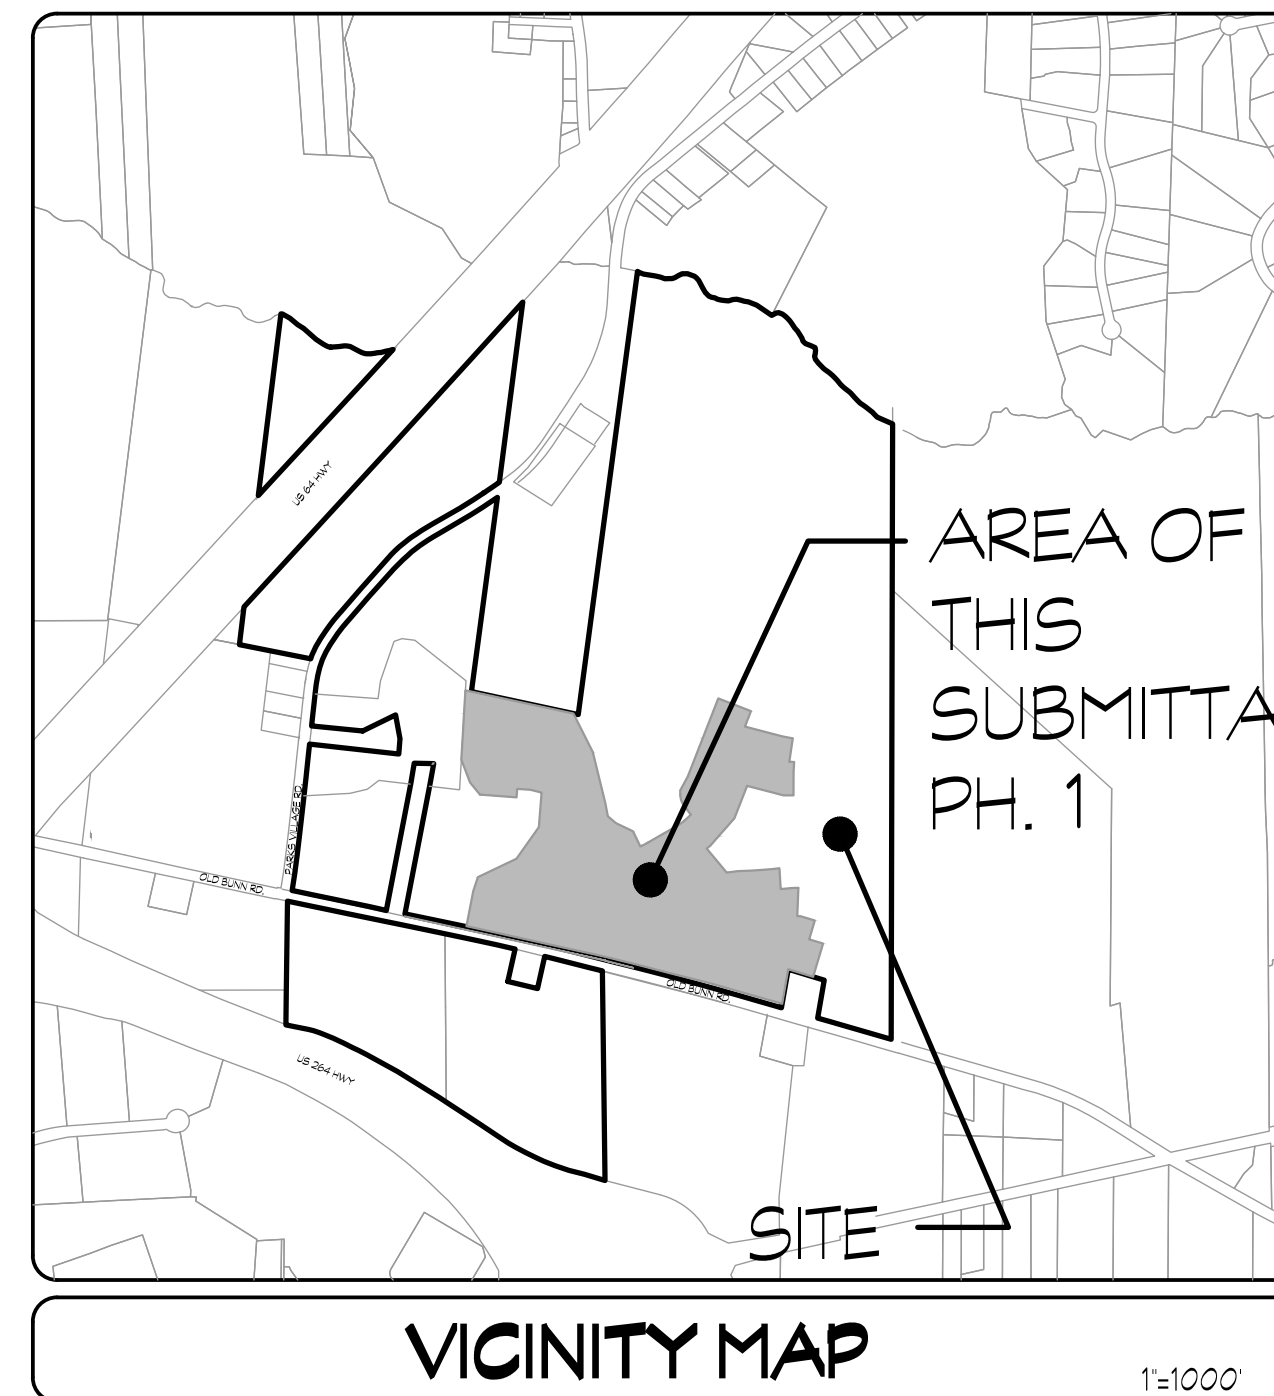 US 64 HWY
AREA OF
THIS
SUBMITTA
PH. 1
PARKS VILLAGE RD.
OLD BUNN RD.
OLD BUNN RD.
US 264 HWY
SITE
VICINITY MAP
1"=1000'